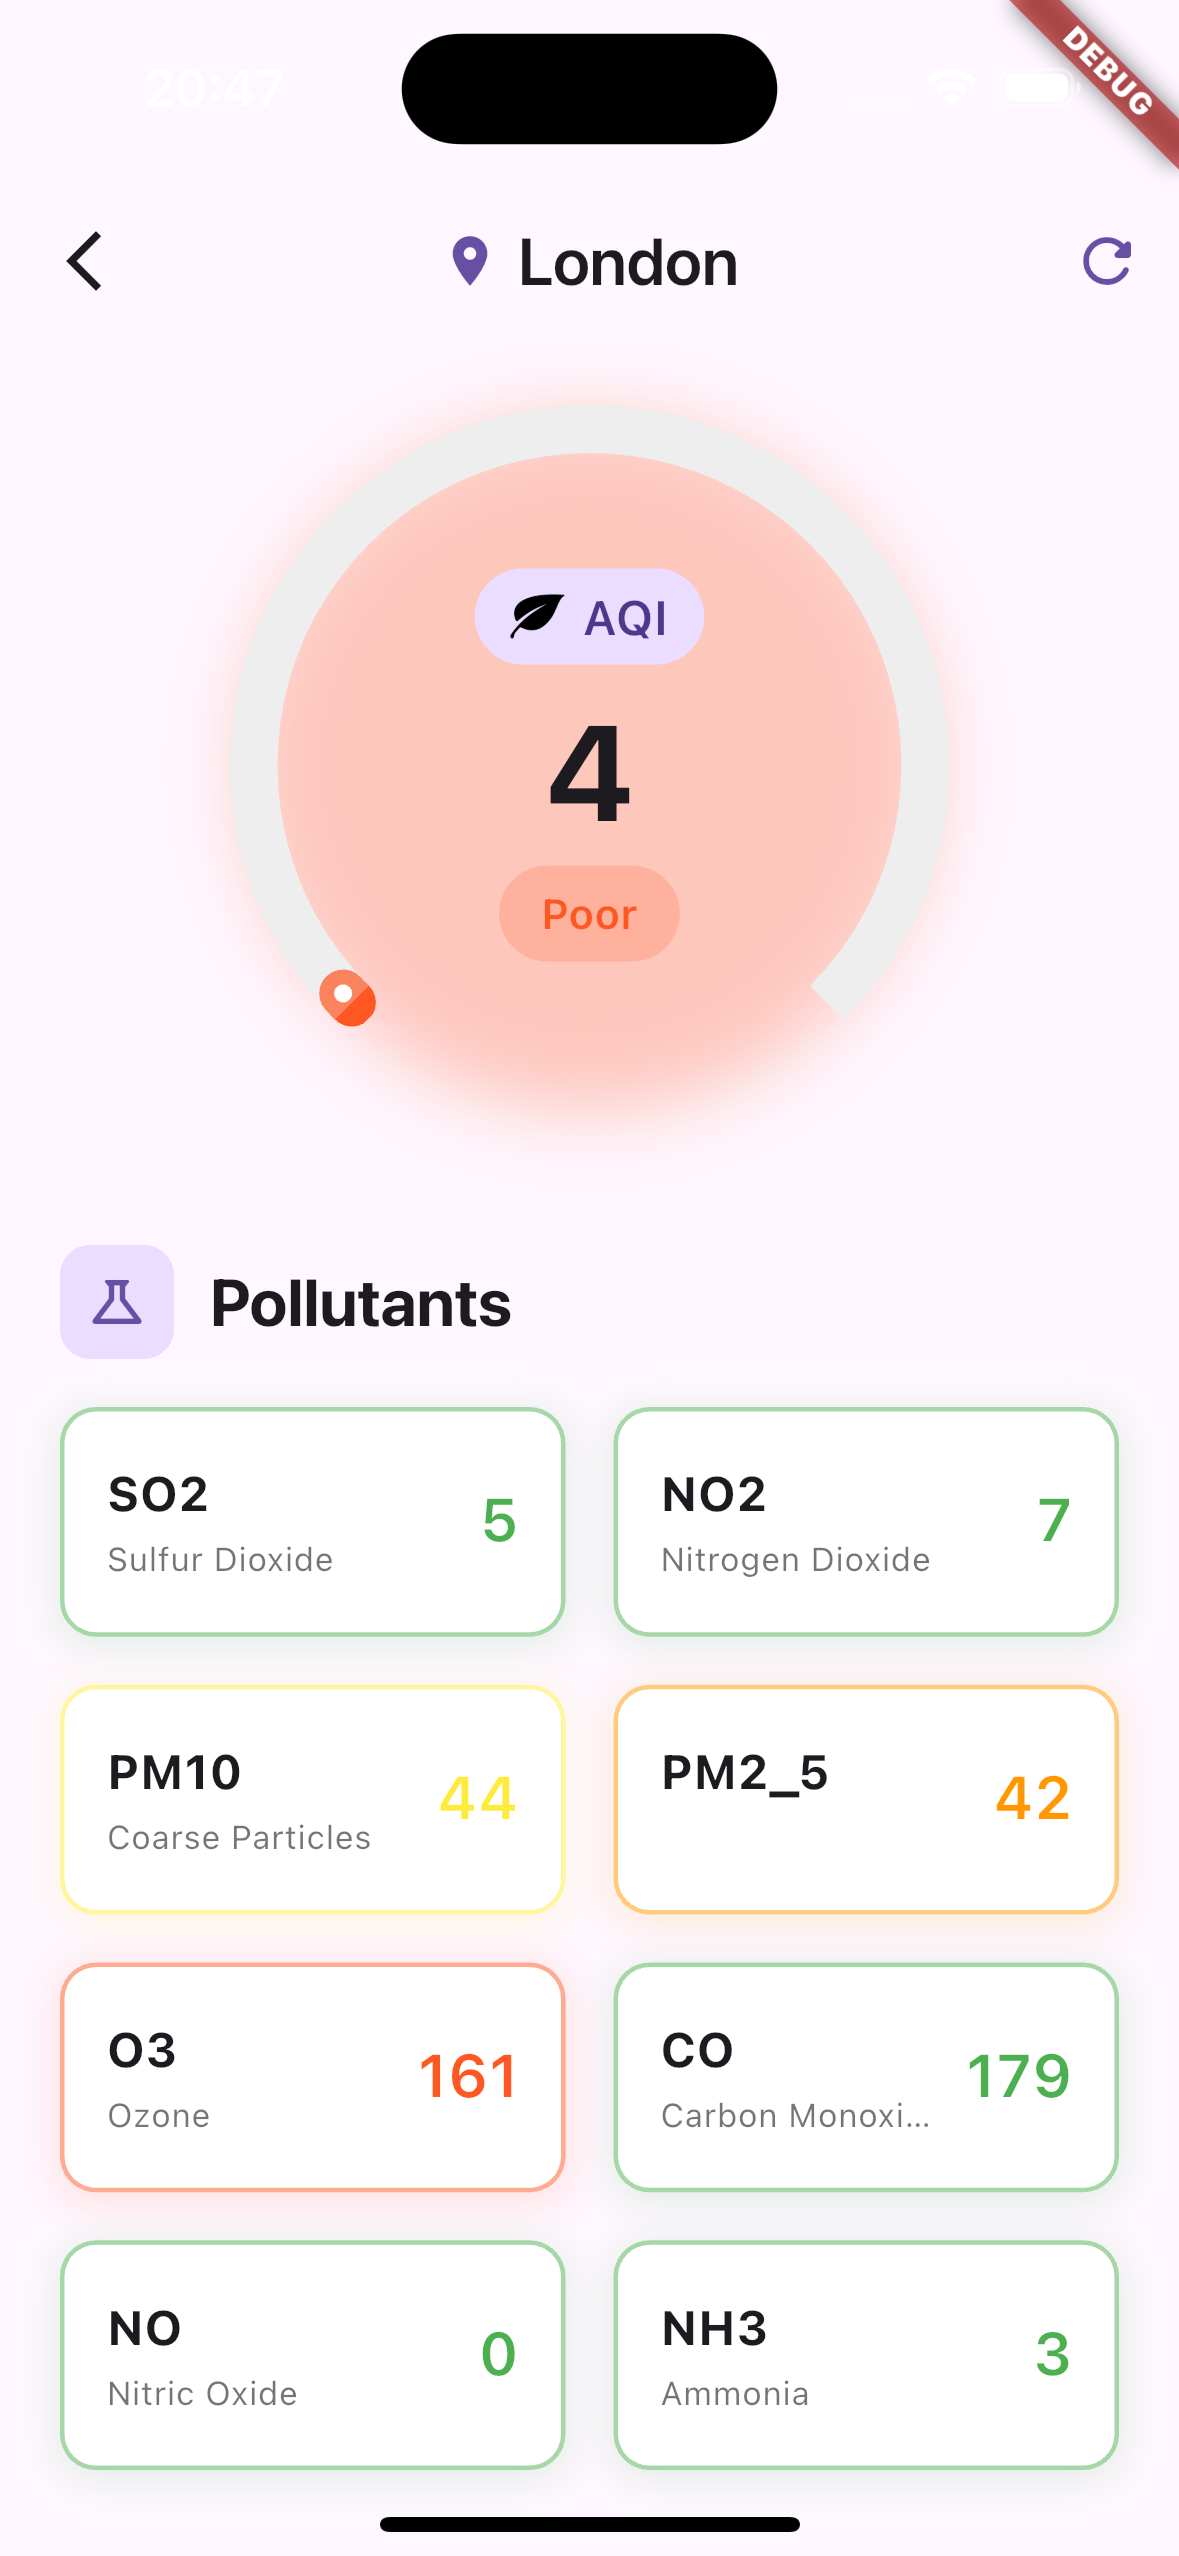 20:47
DEBUG
London
AQI
4
Poor
Pollutants
SO2
Sulfur Dioxide
5
NO2
Nitrogen Dioxide
7
PM10
Coarse Particles
44
PM2_5
42
O3
Ozone
161
CO
Carbon Monoxi...
179
NO
Nitric Oxide
0
NH3
Ammonia
3